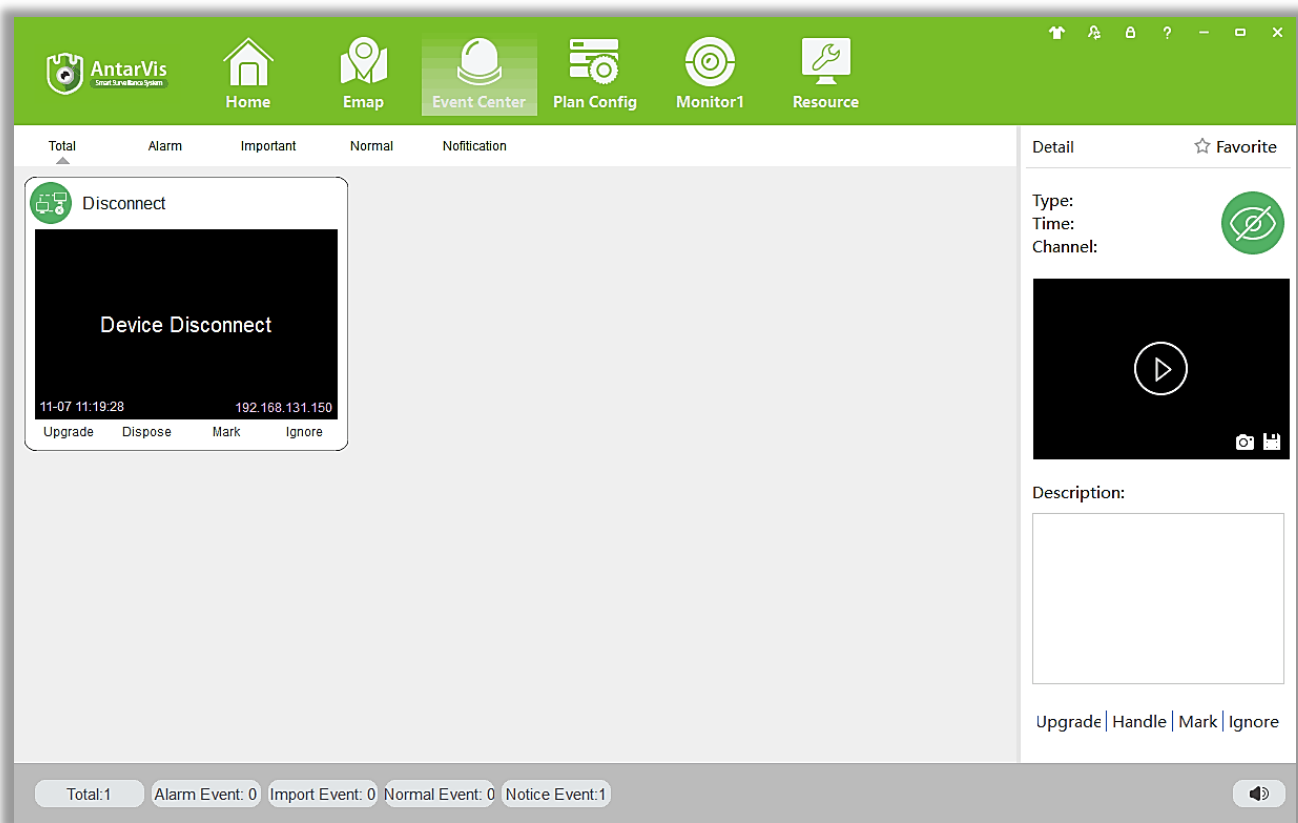 AntarVis
Smart Surveillance System
Home
Emap
Event Center
Plan Config
Monitor1
Resource
?
Total
Alarm
Important
Normal
Nofitication
Disconnect
Device Disconnect
11-07 11:19:28
192.168.131.150
Upgrade
Dispose
Mark
Ignore
Detail
Favorite
Type:
Time:
Channel:
Description:
Upgrade
Handle
Mark
Ignore
Total:1
Alarm Event: 0
Import Event: 0
Normal Event: 0
Notice Event:1